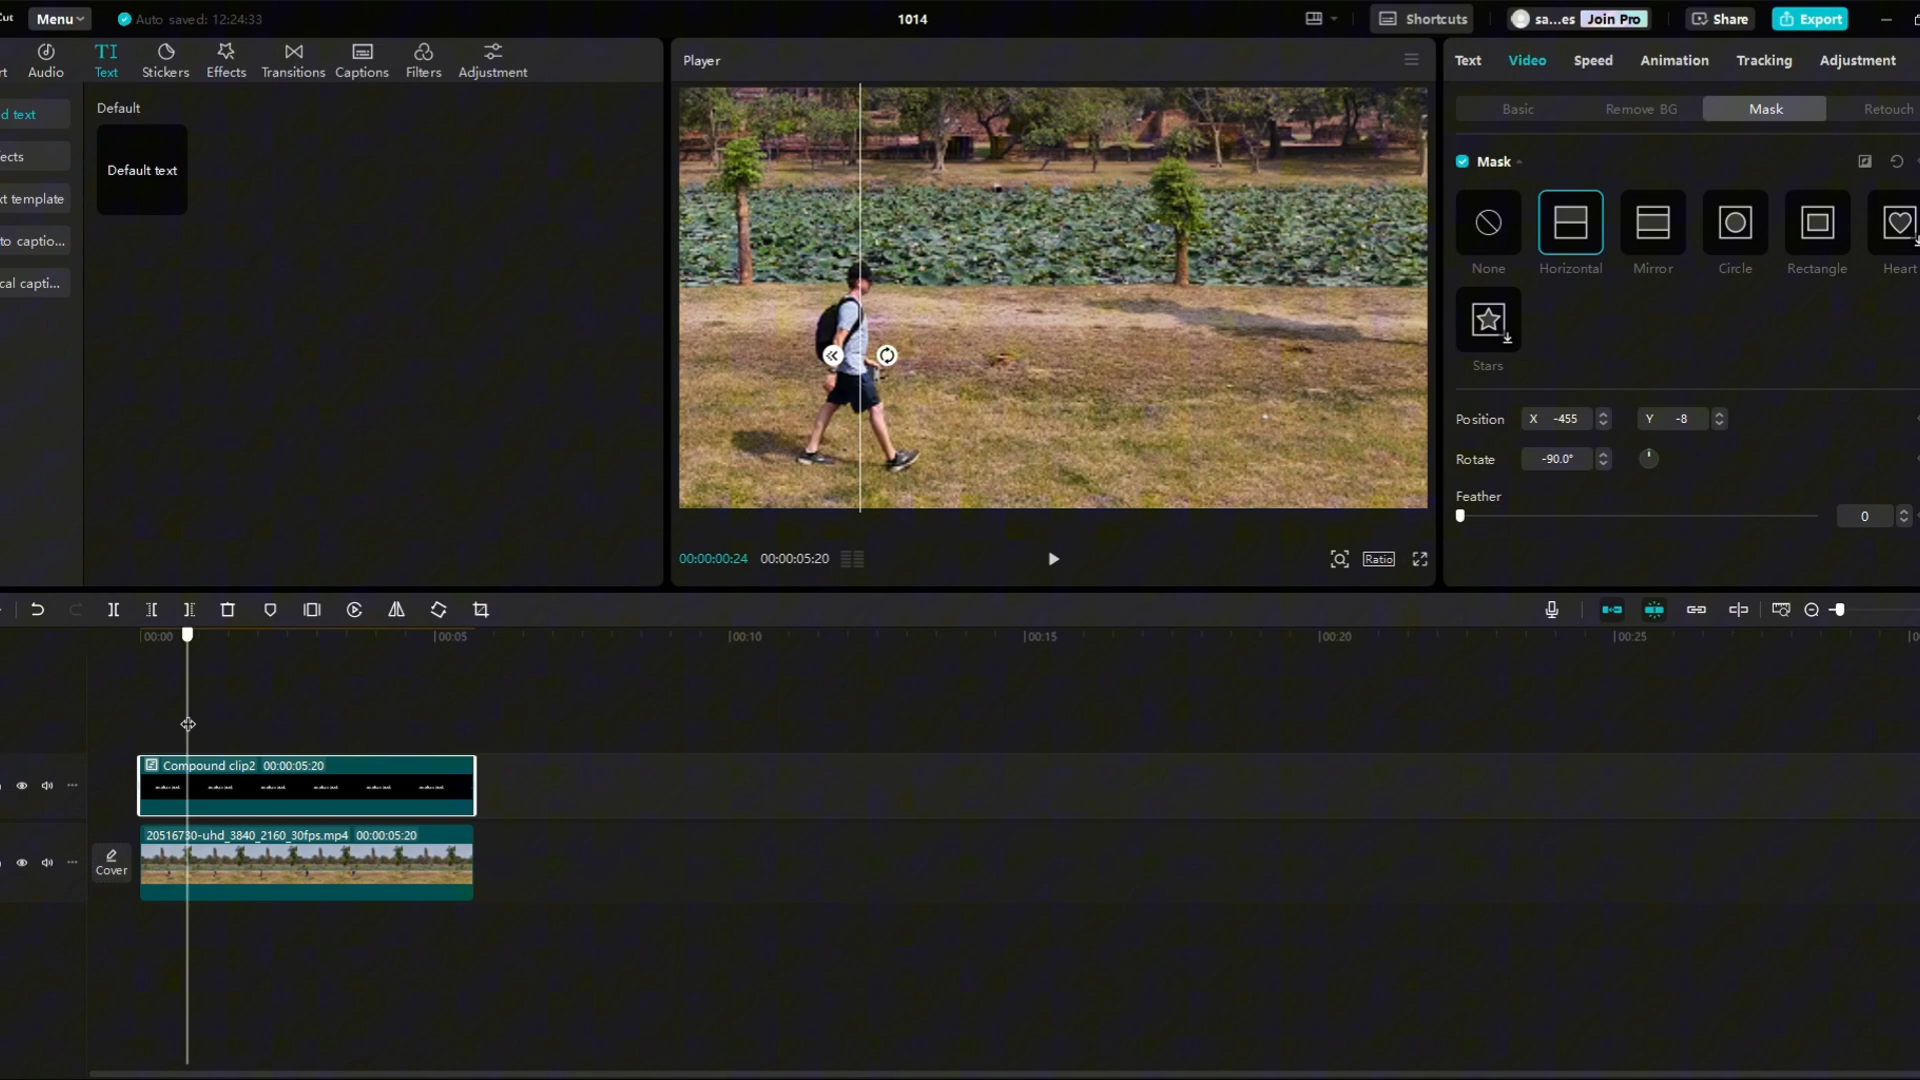 Cut
Menu
Auto saved: 12:24:33
1014
Shortcuts
sa...es
Join Pro
Share
Export
rt
Audio
TI
Text
Stickers
Effects
Transitions
Captions
Filters
Adjustment
d text
ects
xt template
to captio...
cal capti...
Default
Default text
Player
00:00:00:24
00:00:05:20
Ratio
Text
Video
Speed
Animation
Tracking
Adjustment
Basic
Remove BG
Mask
Retouch
Mask
None
Horizontal
Mirror
Circle
Rectangle
Heart
Stars
Position
X -455
Y -8
Rotate
-90.0°
Feather
0
00:00
00:05
00:10
00:15
00:20
00:25
Compound clip2 00:00:05:20
20516730-uhd_3840_2160_30fps.mp4 00:00:05:20
Cover